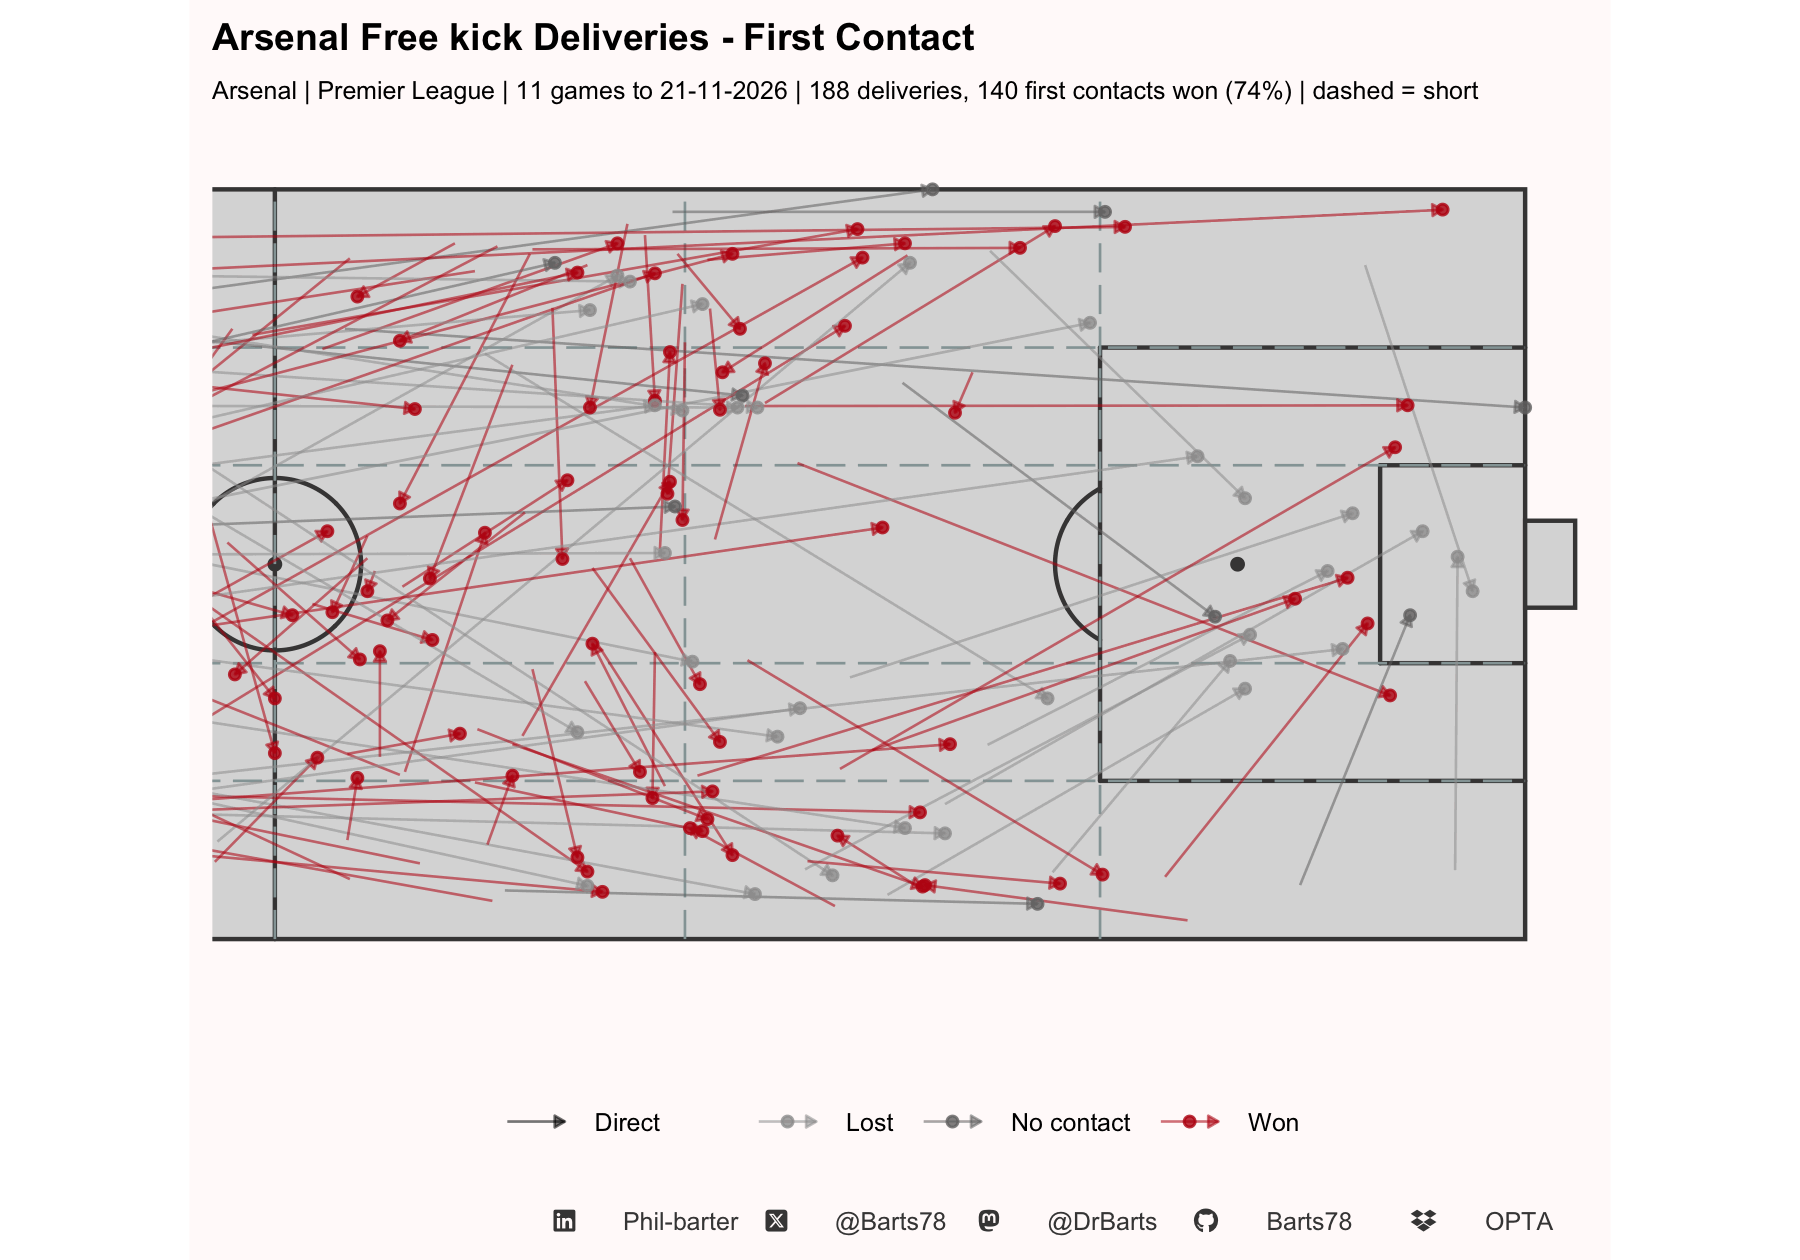 Arsenal Free kick Deliveries - First Contact
Arsenal | Premier League | 11 games to 21-11-2026 | 188 deliveries, 140 first contacts won (74%) | dashed = short
Direct Lost No contact Won
Phil-barter @Barts78 @DrBarts Barts78 OPTA